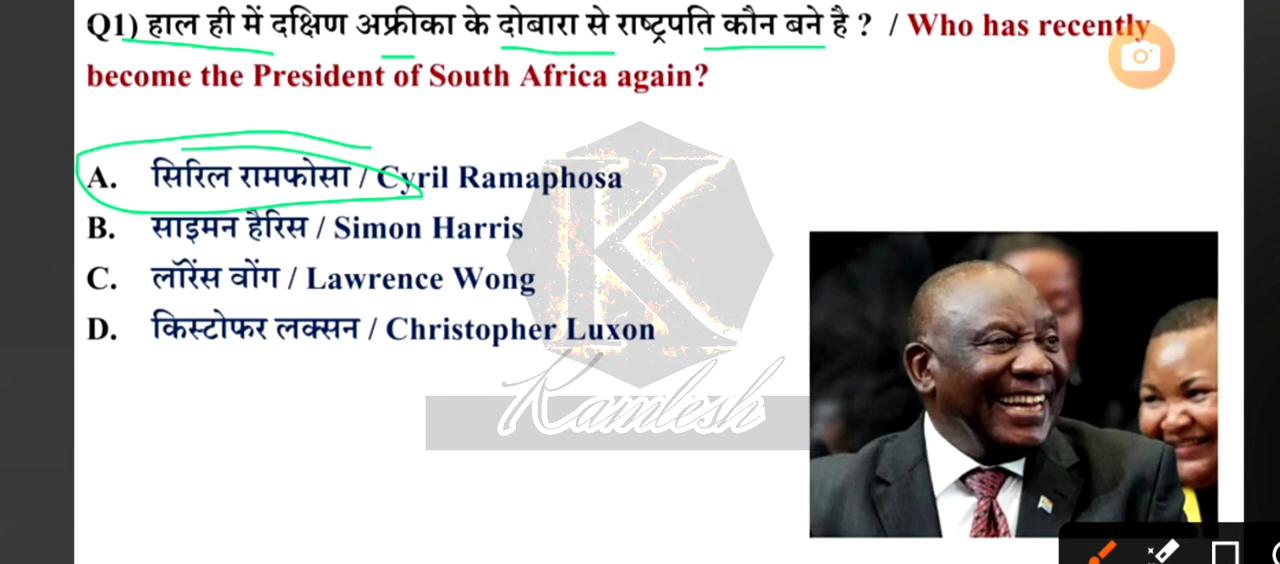 Q1) हाल ही में दक्षिण अफ्रीका के दोबारा से राष्ट्रपति कौन बने है ? / Who has recently
become the President of South Africa again?
A. सिरिल रामफोसा / Cyril Ramaphosa
B. साइमन हैरिस / Simon Harris
C. लॉरेंस वोंग / Lawrence Wong
D. किस्टोफर लक्सन / Christopher Luxon
K
Kamlesh